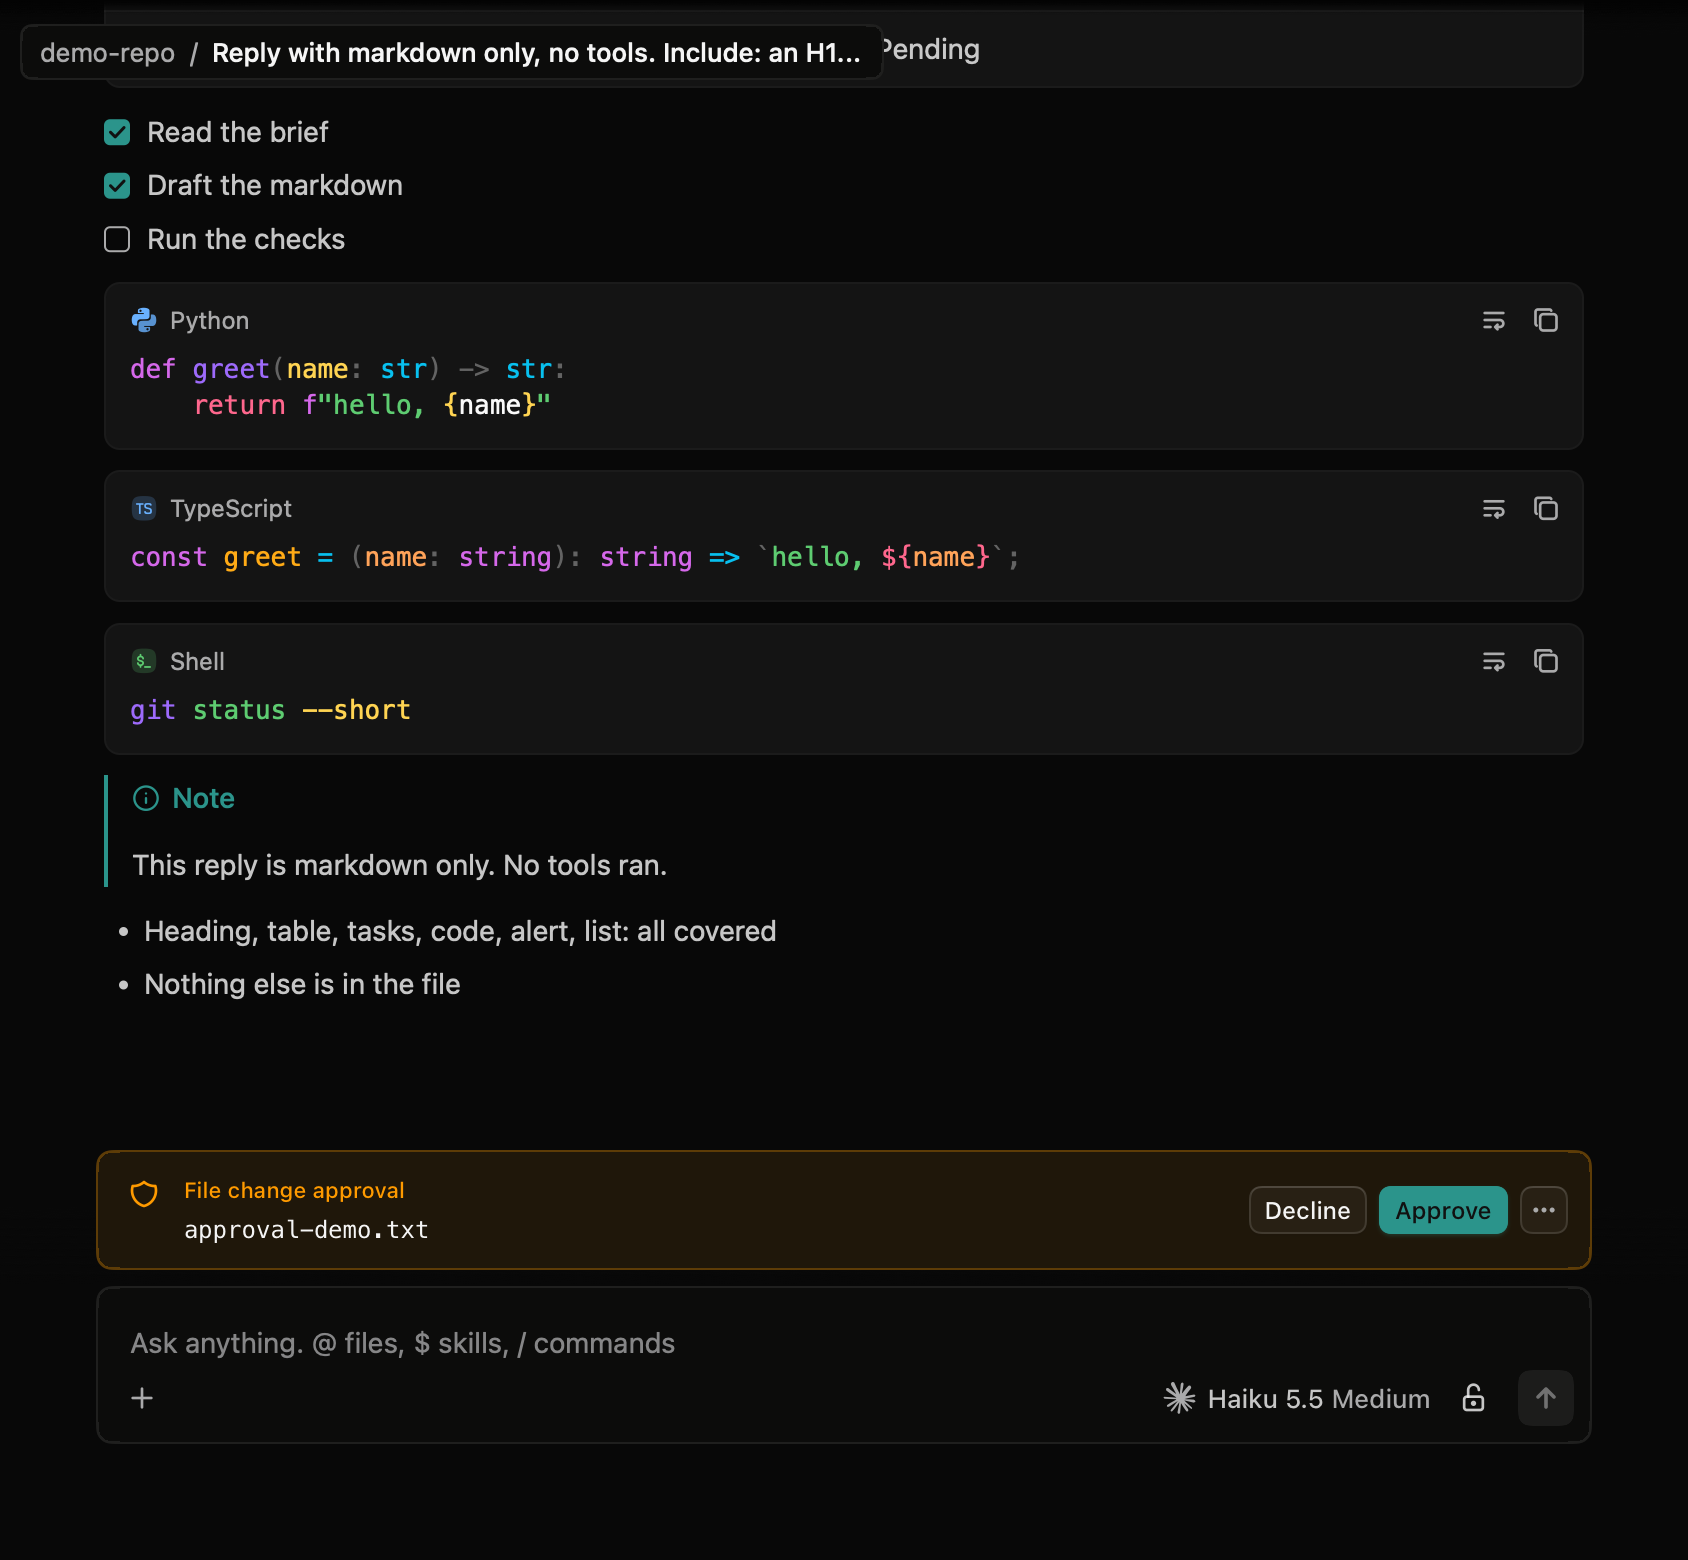 demo-repo / Reply with markdown only, no tools. Include: an H1... Pending
Read the brief
Draft the markdown
Run the checks
Python
def greet(name: str) -> str:
    return f"hello, {name}"
TS TypeScript
const greet = (name: string): string => `hello, ${name}`;
$_ Shell
git status --short
Note
This reply is markdown only. No tools ran.
• Heading, table, tasks, code, alert, list: all covered
• Nothing else is in the file
File change approval
approval-demo.txt
Decline Approve ...
Ask anything. @ files, $ skills, / commands
+ Haiku 5.5 Medium